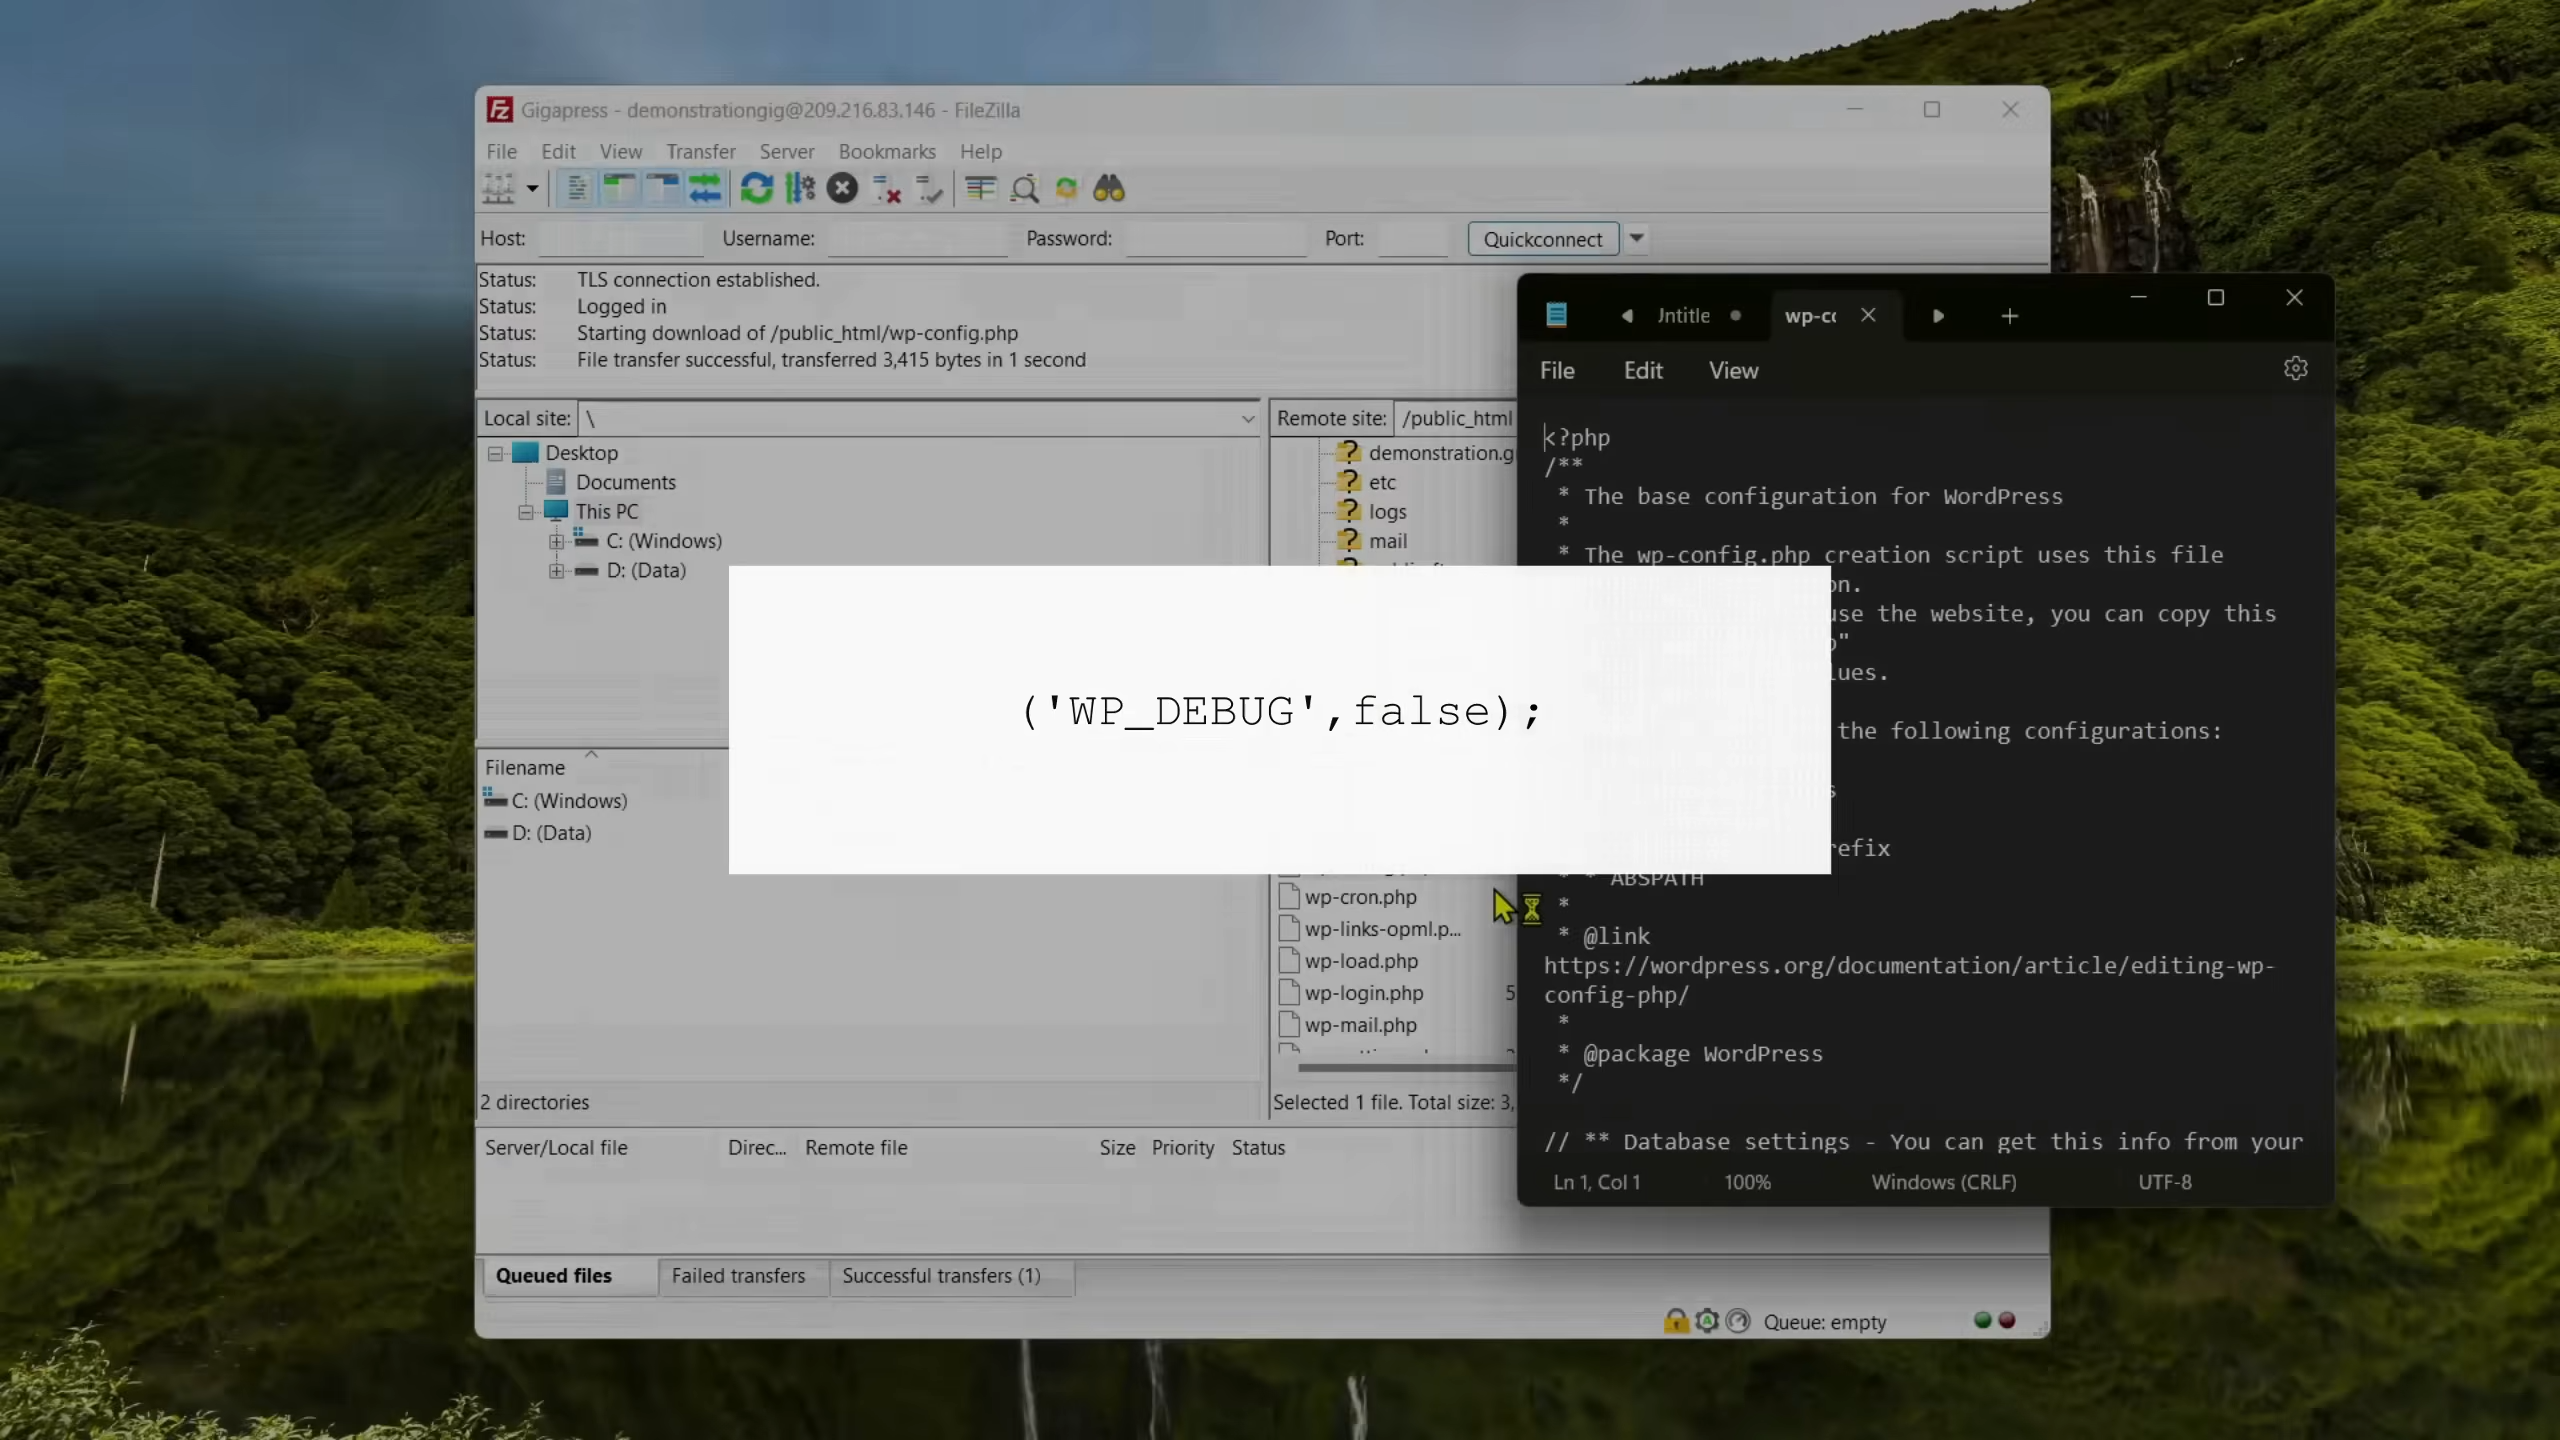 Gigapress - demonstrationgig@209.216.83.146 - FileZilla
File Edit View Transfer Server Bookmarks Help
Host: Username: Password: Port: Quickconnect
Status: TLS connection established.
Status: Logged in
Status: Starting download of /public_html/wp-config.php
Status: File transfer successful, transferred 3,415 bytes in 1 second
Local site: \
Desktop
Documents
This PC
C: (Windows)
D: (Data)
Filename
C: (Windows)
D: (Data)
2 directories
Remote site: /public_html
demonstration.g
etc
logs
mail
wp-cron.php
wp-links-opml.p...
wp-load.php
wp-login.php 5
wp-mail.php
Selected 1 file. Total size: 3,
Server/Local file Direc... Remote file Size Priority Status
Queued files Failed transfers Successful transfers (1)
Queue: empty
('WP_DEBUG',false);
Jntitle wp-co
File Edit View
<?php
/**
* The base configuration for WordPress
*
* The wp-config.php creation script uses this file
on.
use the website, you can copy this
"
lues.
the following configurations:
s
refix
* * ABSPATH
*
* @link
https://wordpress.org/documentation/article/editing-wp-
config-php/
*
* @package WordPress
*/
// ** Database settings - You can get this info from your
Ln 1, Col 1 100% Windows (CRLF) UTF-8